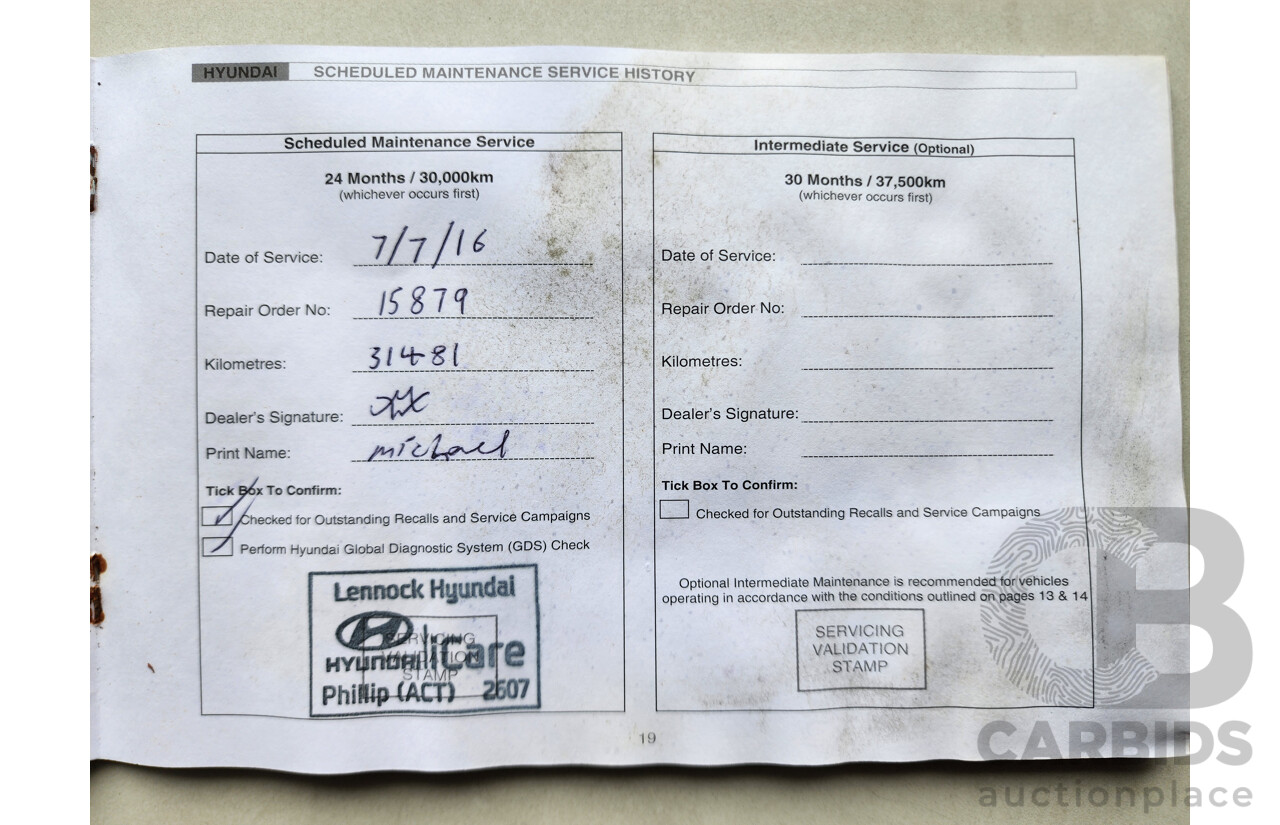 HYUNDAI SCHEDULED MAINTENANCE SERVICE HISTORY
Scheduled Maintenance Service
24 Months / 30,000km
(whichever occurs first)
Date of Service: 7/7/16
Repair Order No: 15879
Kilometres: 31481
Dealer's Signature:
Print Name: michael
Tick Box To Confirm:
Checked for Outstanding Recalls and Service Campaigns
Perform Hyundai Global Diagnostic System (GDS) Check
Lennock Hyundai
SERVICING
HYUNDAI iCare
VALIDATION
STAMP
Phillip (ACT) 2607
Intermediate Service (Optional)
30 Months / 37,500km
(whichever occurs first)
Date of Service:
Repair Order No:
Kilometres:
Dealer's Signature:
Print Name:
Tick Box To Confirm:
Checked for Outstanding Recalls and Service Campaigns
Optional Intermediate Maintenance is recommended for vehicles
operating in accordance with the conditions outlined on pages 13 & 14
SERVICING
VALIDATION
STAMP
19
CB
CARBIDS
auctionplace